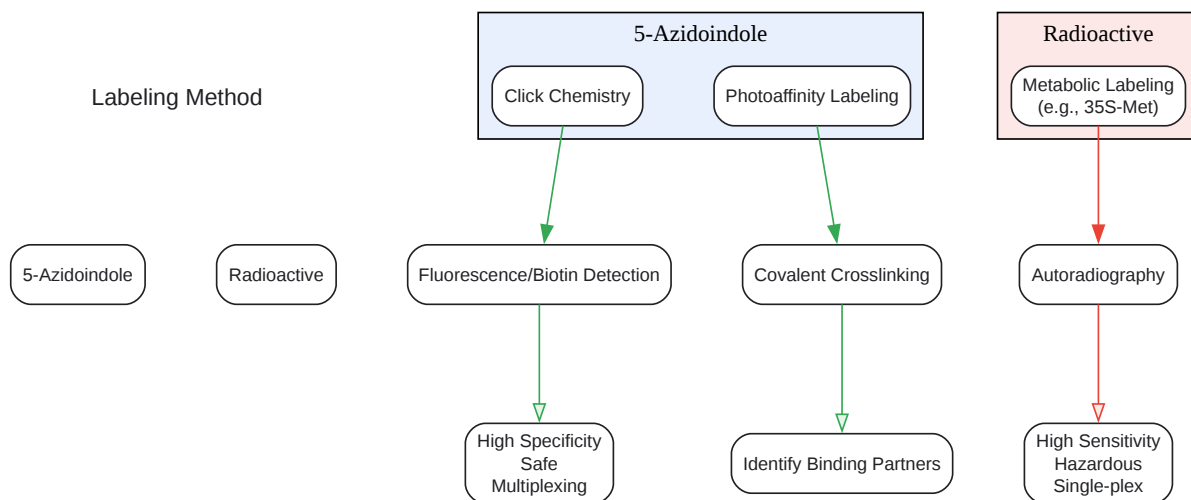 5-Azidoindole
Radioactive
Labeling Method
Click Chemistry
Photoaffinity Labeling
Metabolic Labeling
(e.g., 35S-Met)
5-Azidoindole
Radioactive
Fluorescence/Biotin Detection
Covalent Crosslinking
Autoradiography
High Specificity
Safe
Multiplexing
Identify Binding Partners
High Sensitivity
Hazardous
Single-plex